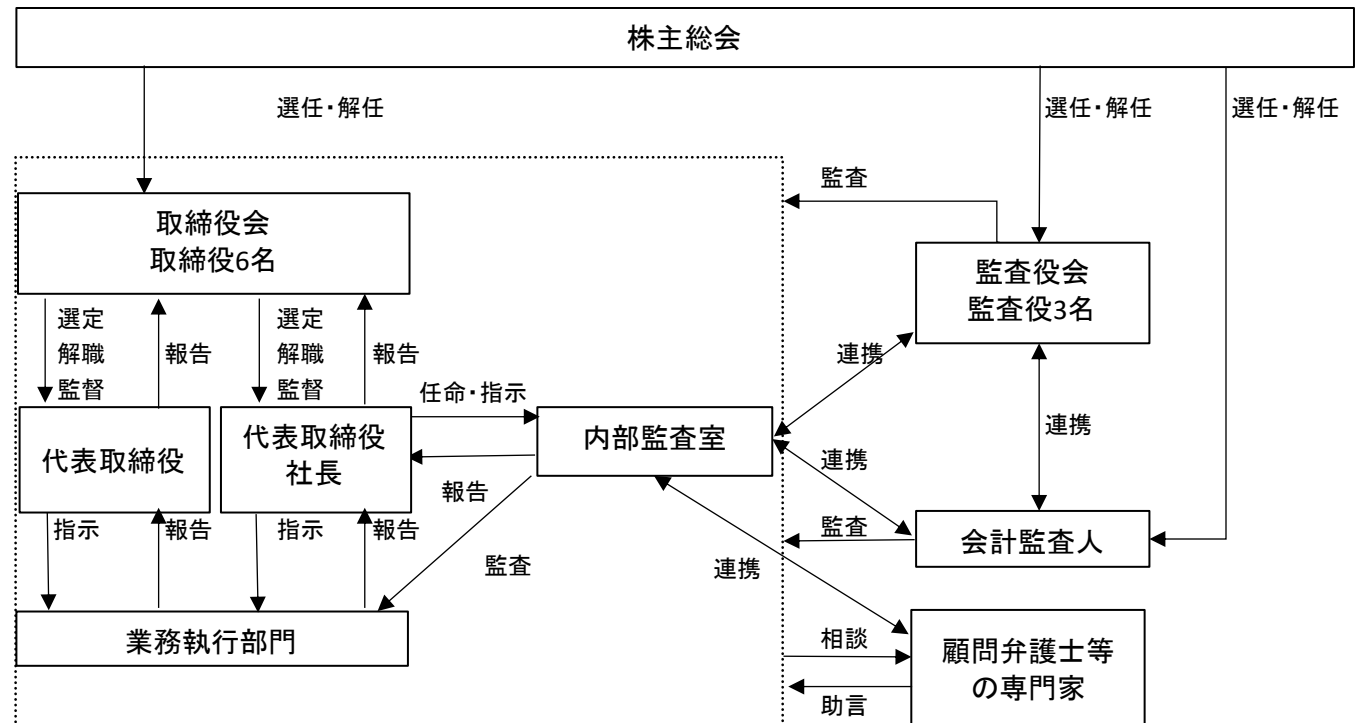 株主総会
選任・解任
選任・解任
選任・解任
監査
取締役会
取締役6名
監査役会
監査役3名
選定
解職
監督
報告
選定
解職
監督
報告
連携
任命・指示
代表取締役
代表取締役
社長
内部監査室
連携
連携
報告
指示
報告
指示
報告
監査
会計監査人
監査
連携
業務執行部門
相談
顧問弁護士等
の専門家
助言